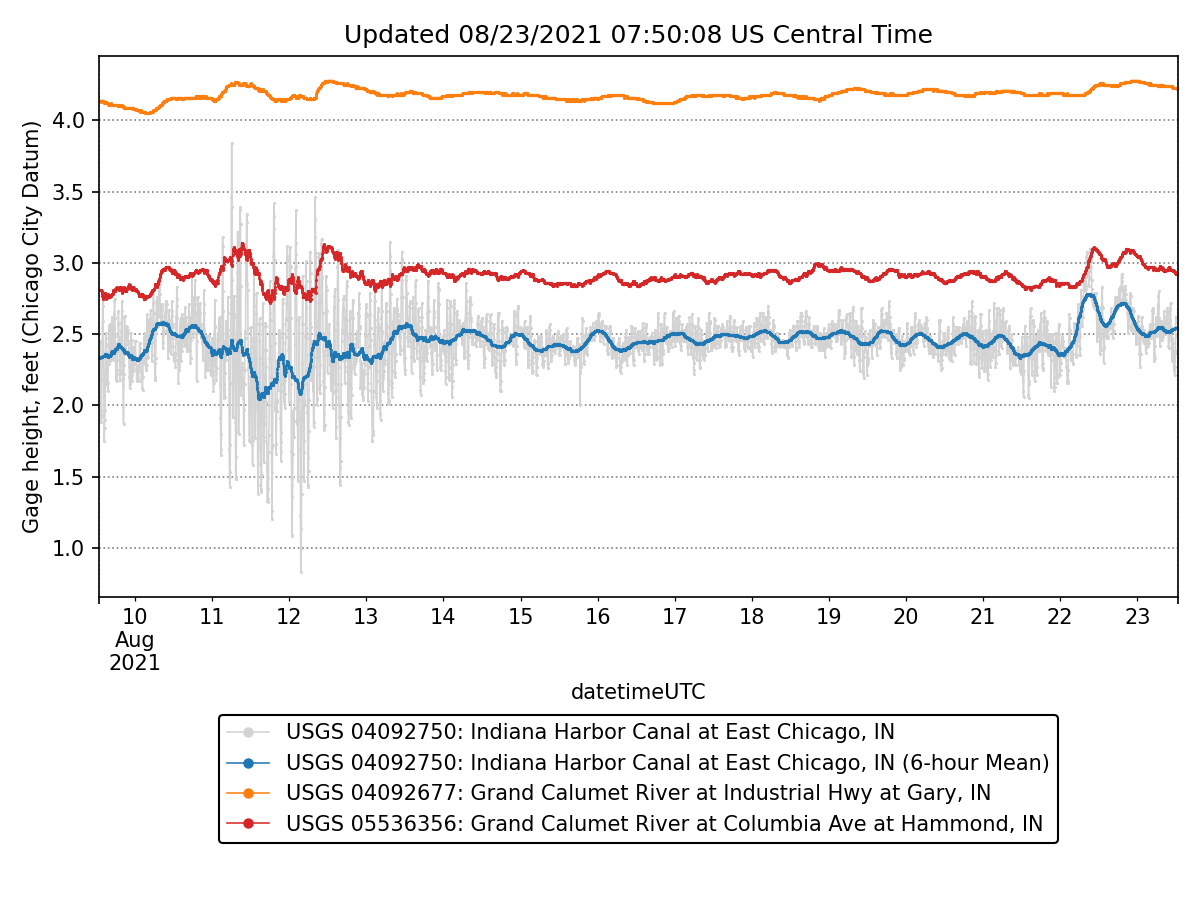 Updated 08/23/2021 07:50:08 US Central Time
Gage height, feet (Chicago City Datum)
4.0
3.5
3.0
2.5
2.0
1.5
1.0
10 11 12 13 14 15 16 17 18 19 20 21 22 23
Aug
2021
datetimeUTC
USGS 04092750: Indiana Harbor Canal at East Chicago, IN
USGS 04092750: Indiana Harbor Canal at East Chicago, IN (6-hour Mean)
USGS 04092677: Grand Calumet River at Industrial Hwy at Gary, IN
USGS 05536356: Grand Calumet River at Columbia Ave at Hammond, IN